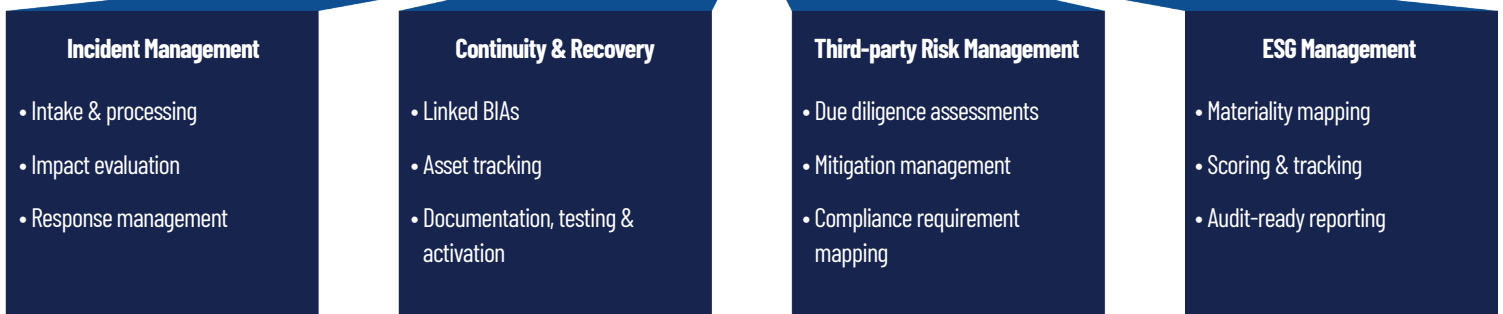 Incident Management
• Intake & processing
• Impact evaluation
• Response management
Continuity & Recovery
• Linked BIAs
• Asset tracking
• Documentation, testing &
activation
Third-party Risk Management
• Due diligence assessments
• Mitigation management
• Compliance requirement
mapping
ESG Management
• Materiality mapping
• Scoring & tracking
• Audit-ready reporting